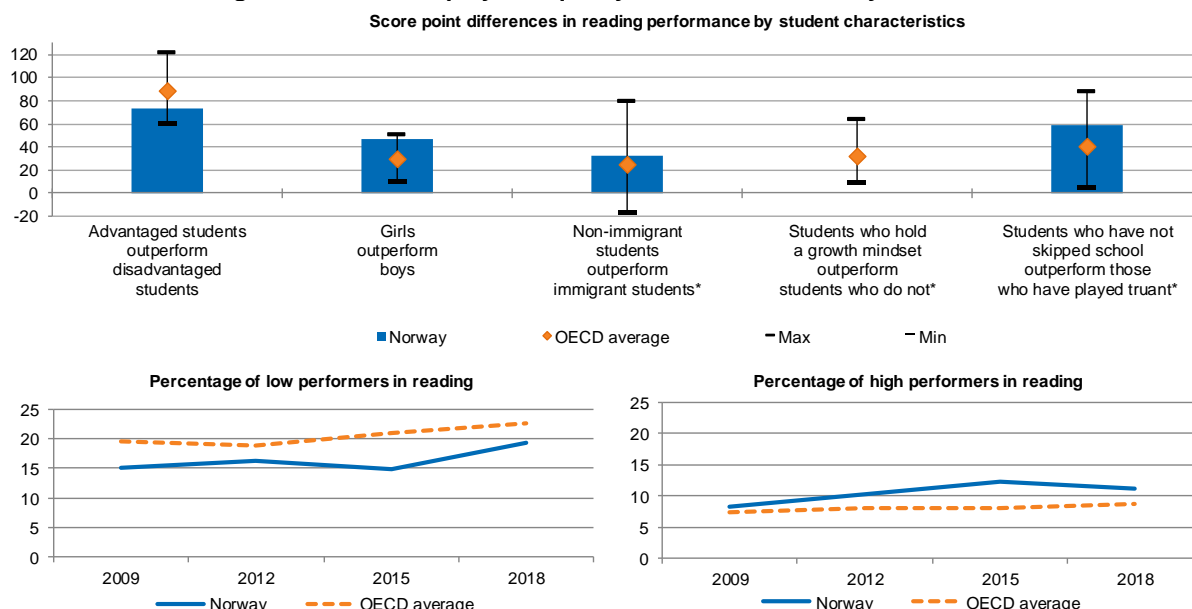 Score point differences in reading performance by student characteristics
120
100
80
60
40
20
0
-20
Advantaged students
outperform
disadvantaged
students
Girls
outperform
boys
Non-immigrant
students
outperform
immigrant students*
Students who hold
a growth mindset
outperform
students who do not*
Students who have not
skipped school
outperform those
who have played truant*
Norway
OECD average
Max
Min
Percentage of low performers in reading
25
20
15
10
5
0
2009
2012
2015
2018
Norway
OECD average
Percentage of high performers in reading
25
20
15
10
5
0
2009
2012
2015
2018
Norway
OECD average